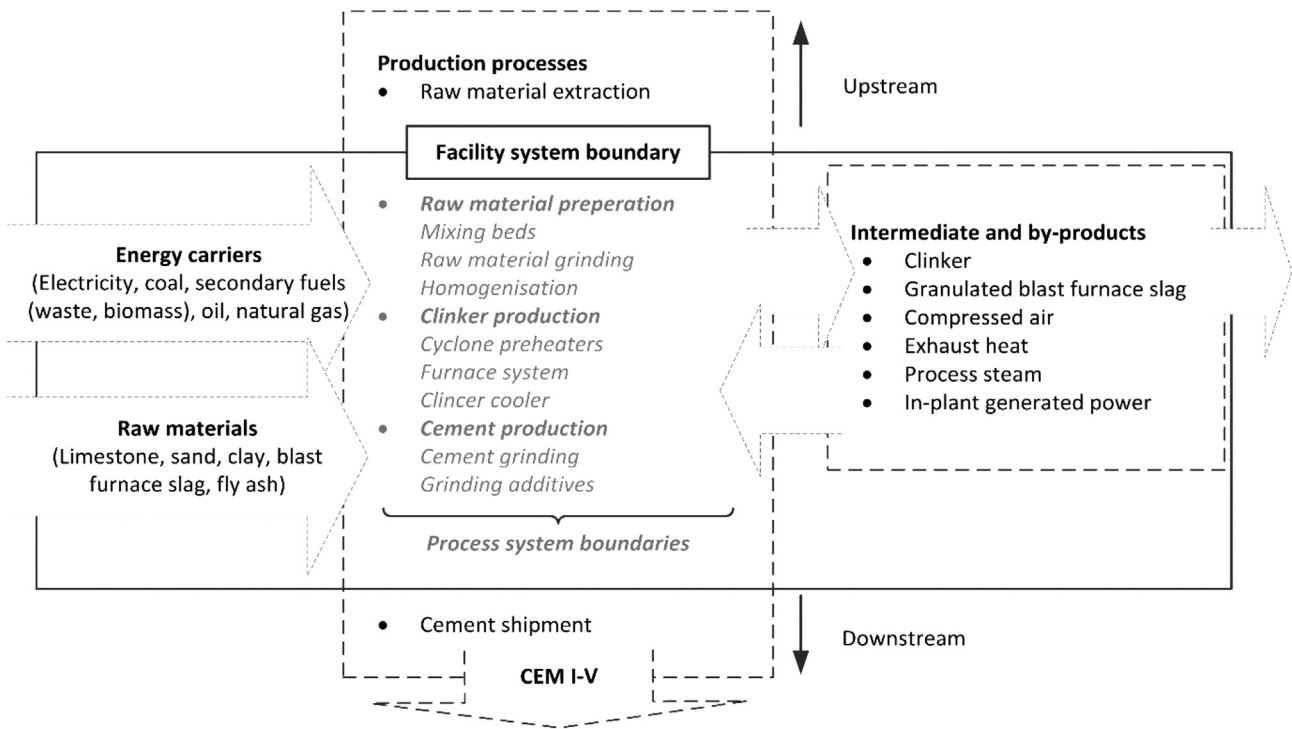 Production processes
• Raw material extraction
Upstream
Facility system boundary
• Raw material preperation
Mixing beds
Raw material grinding
Homogenisation
• Clinker production
Cyclone preheaters
Furnace system
Clincer cooler
• Cement production
Cement grinding
Grinding additives
Process system boundaries
Energy carriers
(Electricity, coal, secondary fuels
(waste, biomass), oil, natural gas)
Raw materials
(Limestone, sand, clay, blast
furnace slag, fly ash)
Intermediate and by-products
• Clinker
• Granulated blast furnace slag
• Compressed air
• Exhaust heat
• Process steam
• In-plant generated power
• Cement shipment
Downstream
CEM I-V